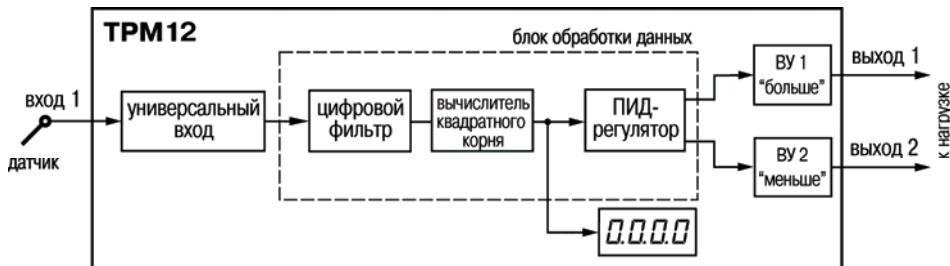 ТРМ12
блок обработки данных
вход 1
датчик
универсальный
вход
цифровой
фильтр
вычислитель
квадратного
корня
ПИД-
регулятор
ВУ 1
"больше"
выход 1
ВУ 2
"меньше"
выход 2
к нагрузке
0.0.0.0